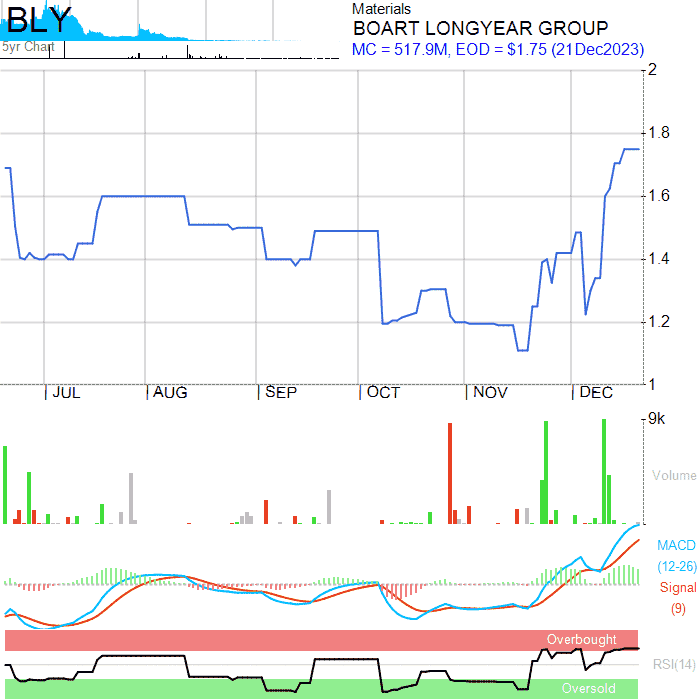 BLY
5yr Chart
Materials
BOART LONGYEAR GROUP
MC = 517.9M, EOD = $1.75 (21Dec2023)
2
1.8
1.6
1.4
1.2
1
JUL AUG SEP OCT NOV DEC
9k
Volume
MACD
(12-26)
Signal
(9)
Overbought
RSI(14)
Oversold